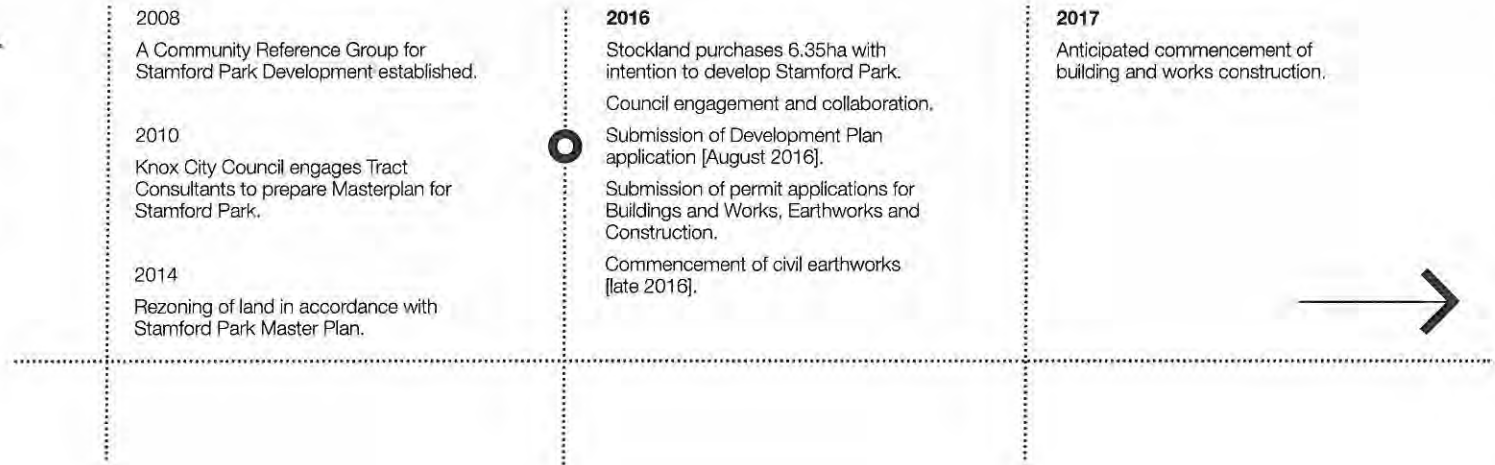 2008
A Community Reference Group for
Stamford Park Development established.
2010
Knox City Council engages Tract
Consultants to prepare Masterplan for
Stamford Park.
2014
Rezoning of land in accordance with
Stamford Park Master Plan.
2016
Stockland purchases 6.35ha with
intention to develop Stamford Park.
Council engagement and collaboration.
Submission of Development Plan
application [August 2016].
Submission of permit applications for
Buildings and Works, Earthworks and
Construction.
Commencement of civil earthworks
[late 2016].
2017
Anticipated commencement of
building and works construction.